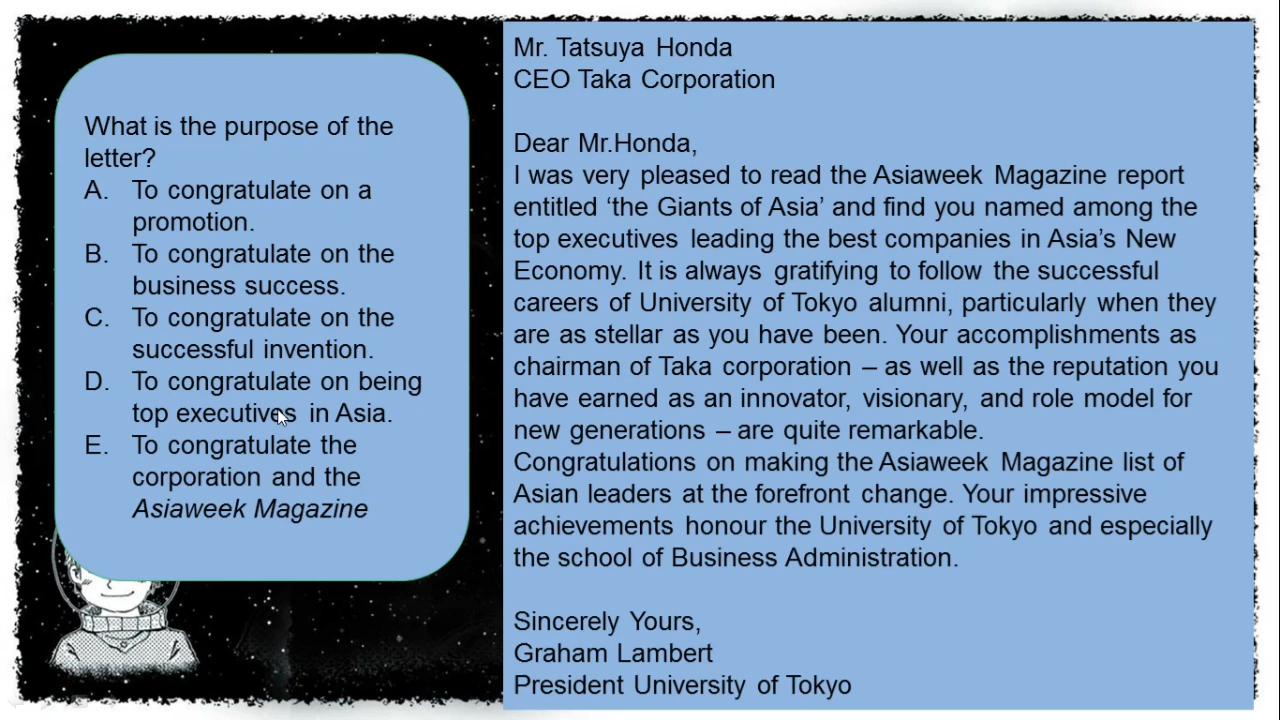 What is the purpose of the
letter?
A. To congratulate on a
promotion.
B. To congratulate on the
business success.
C. To congratulate on the
successful invention.
D. To congratulate on being
top executives in Asia.
E. To congratulate the
corporation and the
Asiaweek Magazine
Mr. Tatsuya Honda
CEO Taka Corporation
Dear Mr.Honda,
I was very pleased to read the Asiaweek Magazine report
entitled ‘the Giants of Asia’ and find you named among the
top executives leading the best companies in Asia’s New
Economy. It is always gratifying to follow the successful
careers of University of Tokyo alumni, particularly when they
are as stellar as you have been. Your accomplishments as
chairman of Taka corporation – as well as the reputation you
have earned as an innovator, visionary, and role model for
new generations – are quite remarkable.
Congratulations on making the Asiaweek Magazine list of
Asian leaders at the forefront change. Your impressive
achievements honour the University of Tokyo and especially
the school of Business Administration.
Sincerely Yours,
Graham Lambert
President University of Tokyo